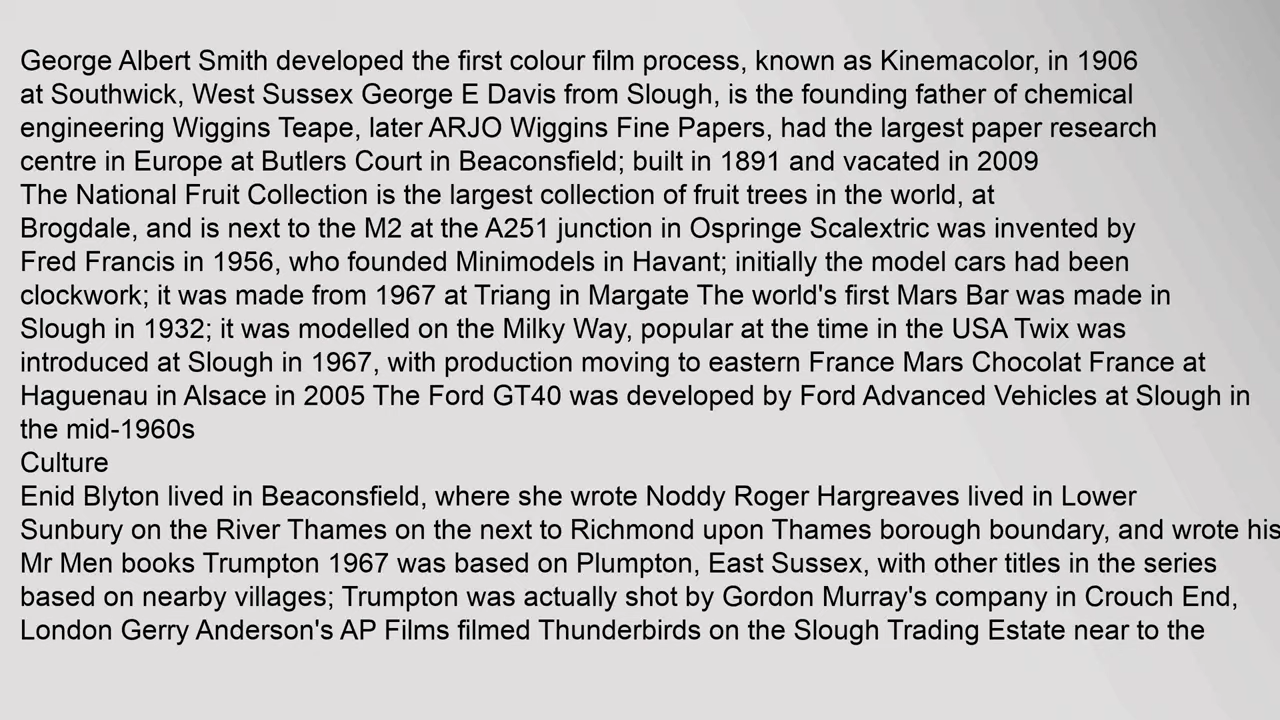 George Albert Smith developed the first colour film process, known as Kinemacolor, in 1906
at Southwick, West Sussex George E Davis from Slough, is the founding father of chemical
engineering Wiggins Teape, later ARJO Wiggins Fine Papers, had the largest paper research
centre in Europe at Butlers Court in Beaconsfield; built in 1891 and vacated in 2009
The National Fruit Collection is the largest collection of fruit trees in the world, at
Brogdale, and is next to the M2 at the A251 junction in Ospringe Scalextric was invented by
Fred Francis in 1956, who founded Minimodels in Havant; initially the model cars had been
clockwork; it was made from 1967 at Triang in Margate The world's first Mars Bar was made in
Slough in 1932; it was modelled on the Milky Way, popular at the time in the USA Twix was
introduced at Slough in 1967, with production moving to eastern France Mars Chocolat France at
Haguenau in Alsace in 2005 The Ford GT40 was developed by Ford Advanced Vehicles at Slough in
the mid-1960s
Culture
Enid Blyton lived in Beaconsfield, where she wrote Noddy Roger Hargreaves lived in Lower
Sunbury on the River Thames on the next to Richmond upon Thames borough boundary, and wrote his
Mr Men books Trumpton 1967 was based on Plumpton, East Sussex, with other titles in the series
based on nearby villages; Trumpton was actually shot by Gordon Murray's company in Crouch End,
London Gerry Anderson's AP Films filmed Thunderbirds on the Slough Trading Estate near to the